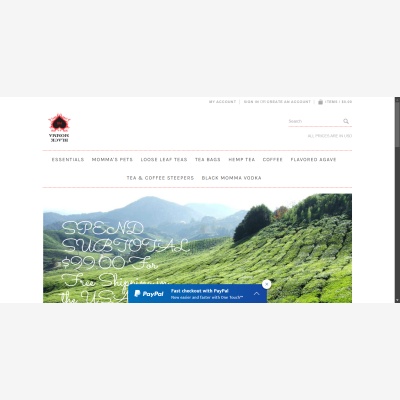 MY ACCOUNT | SIGN IN OR CREATE AN ACCOUNT | ITEMS / $0.00
Search
ALL PRICES ARE IN USD
ESSENTIALS MOMMA'S PETS LOOSE LEAF TEAS TEA BAGS HEMP TEA COFFEE FLAVORED AGAVE
TEA & COFFEE STEEPERS BLACK MOMMA VODKA
SPEND
SUBTOTAL
$99.00 For
Free Shipping in
the USA
PayPal
Fast checkout with PayPal
Now easier and faster with One Touch™